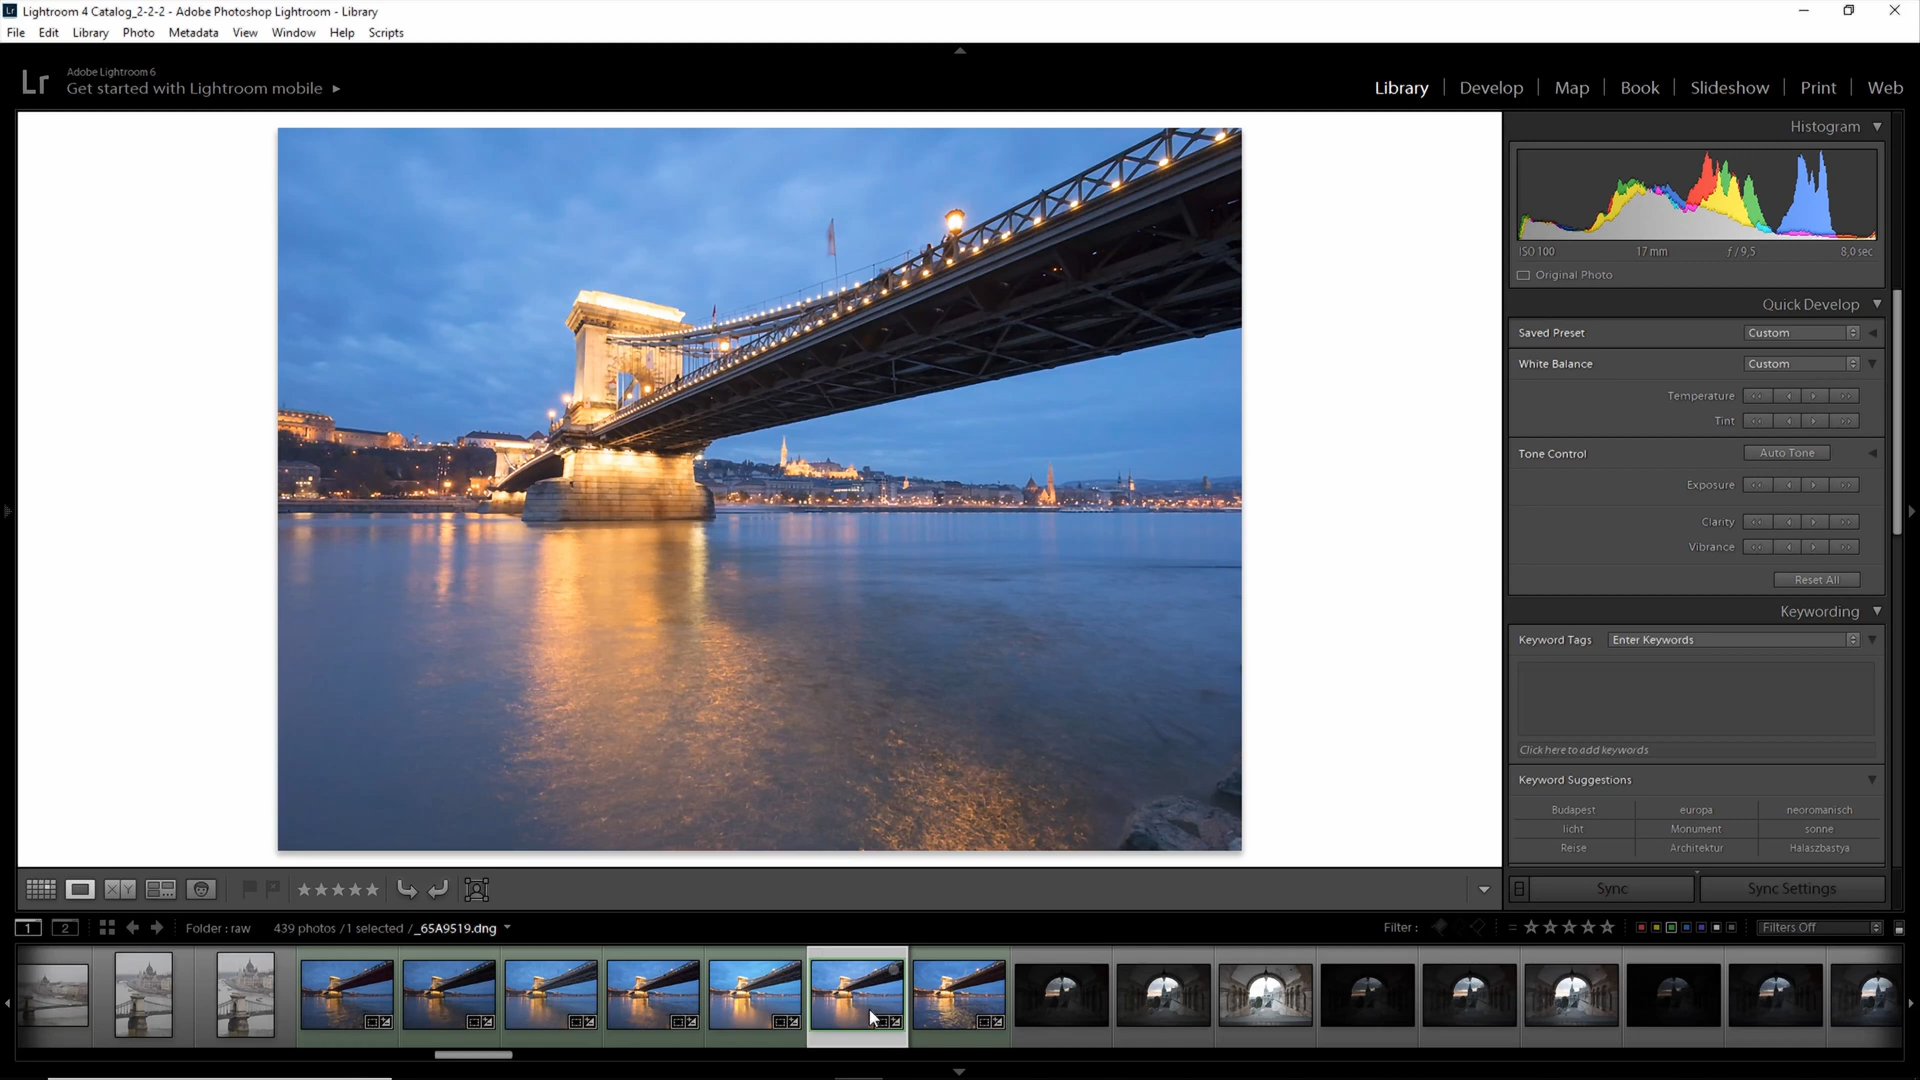 Lr Lightroom 4 Catalog_2-2-2 - Adobe Photoshop Lightroom - Library
File Edit Library Photo Metadata View Window Help Scripts
Lr Adobe Lightroom 6
Get started with Lightroom mobile
Library Develop Map Book Slideshow Print Web
Histogram
ISO 100 17 mm ƒ / 9,5 8,0 sec
Original Photo
Quick Develop
Saved Preset Custom
White Balance Custom
Temperature
Tint
Tone Control Auto Tone
Exposure
Clarity
Vibrance
Reset All
Keywording
Keyword Tags Enter Keywords
Click here to add keywords
Keyword Suggestions
Budapest europa neoromanisch
licht Monument sonne
Reise Architektur Halaszbastya
X Y Sync Sync Settings
1 2 Folder : raw 439 photos / 1 selected / _65A9519.dng Filter : Filters Off